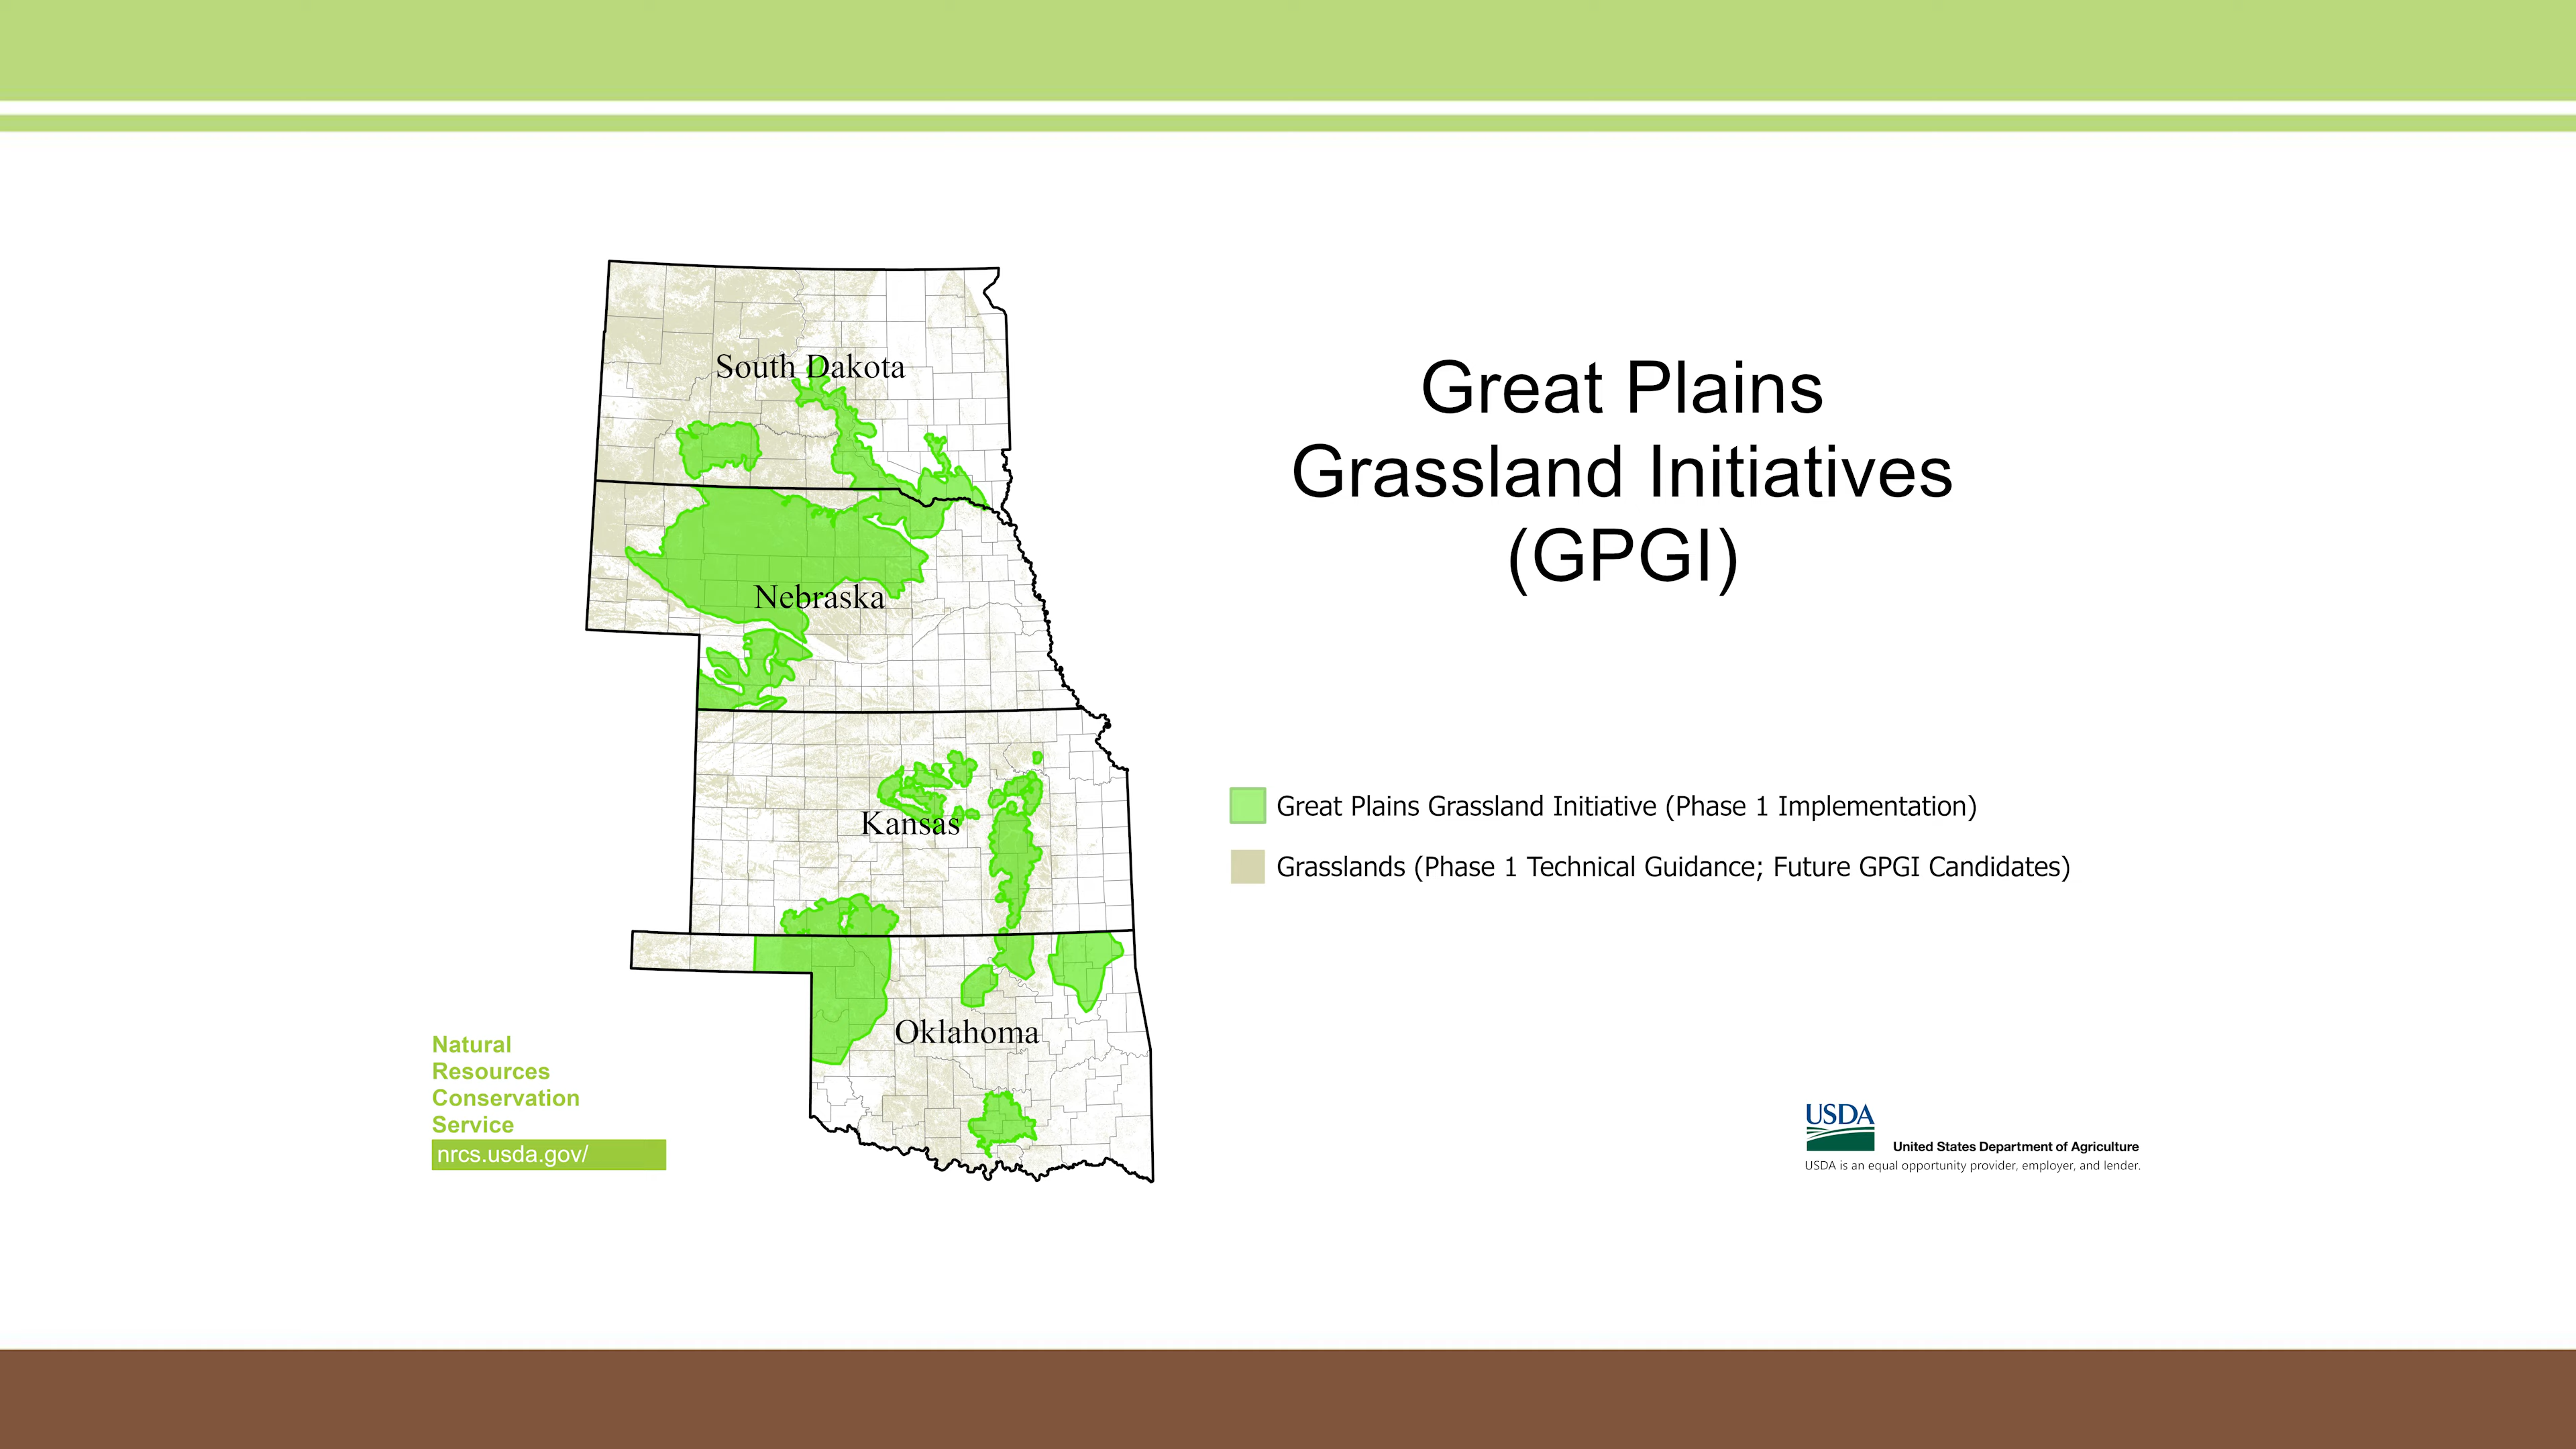 Great Plains
Grassland Initiatives
(GPGI)
South Dakota
Nebraska
Kansas
Oklahoma
Great Plains Grassland Initiative (Phase 1 Implementation)
Grasslands (Phase 1 Technical Guidance; Future GPGI Candidates)
Natural
Resources
Conservation
Service
nrcs.usda.gov/
USDA
United States Department of Agriculture
USDA is an equal opportunity provider, employer, and lender.